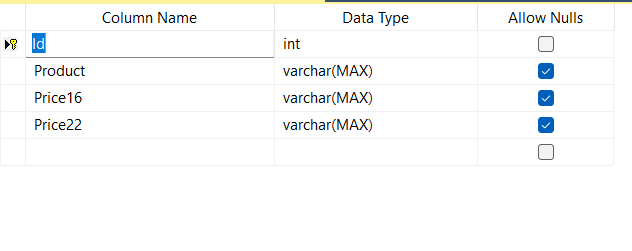 Column Name Data Type Allow Nulls
Id int
Product varchar(MAX)
Price16 varchar(MAX)
Price22 varchar(MAX)